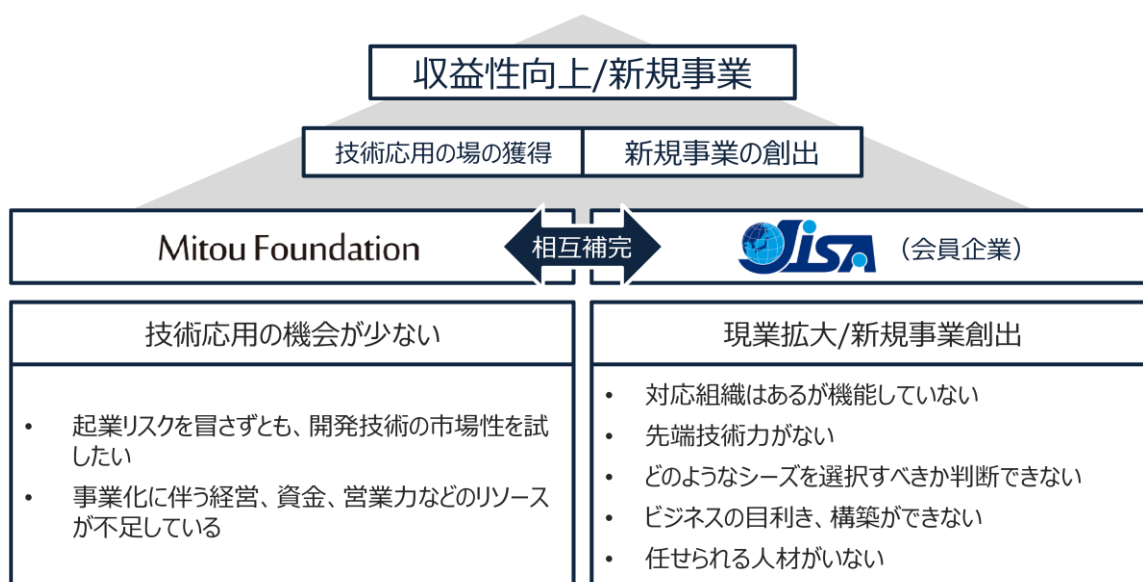 収益性向上/新規事業
技術応用の場の獲得
新規事業の創出
Mitou Foundation
相互補完
JISA
（会員企業）
技術応用の機会が少ない
• 起業リスクを冒さずとも、開発技術の市場性を試
したい
• 事業化に伴う経営、資金、営業力などのリソース
が不足している
現業拡大/新規事業創出
• 対応組織はあるが機能していない
• 先端技術力がない
• どのようなシーズを選択すべきか判断できない
• ビジネスの目利き、構築ができない
• 任せられる人材がいない